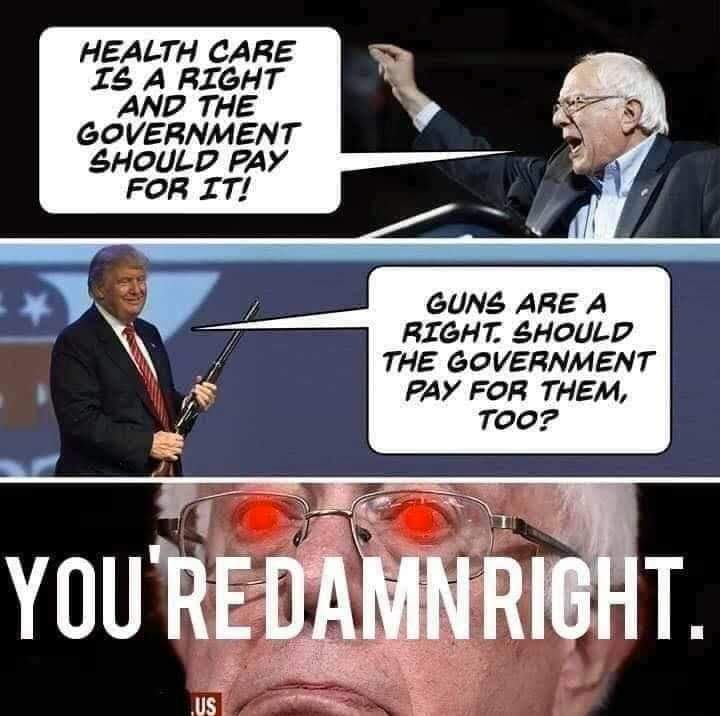 HEALTH CARE
IS A RIGHT
AND THE
GOVERNMENT
SHOULD PAY
FOR IT!
GUNS ARE A
RIGHT. SHOULD
THE GOVERNMENT
PAY FOR THEM,
TOO?
YOU'RE DAMN RIGHT.
.US